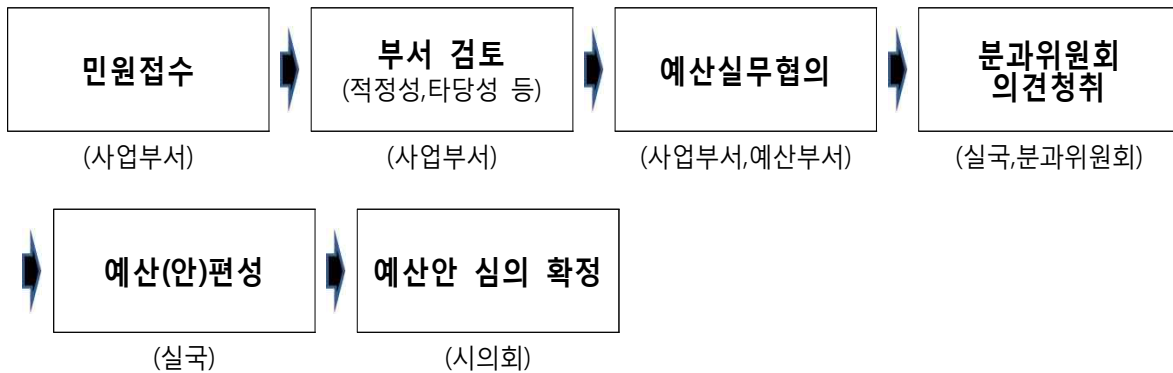 민원접수
(사업부서)
부서 검토
(적정성,타당성 등)
(사업부서)
예산실무협의
(사업부서,예산부서)
분과위원회
의견청취
(실국,분과위원회)
예산(안)편성
(실국)
예산안 심의 확정
(시의회)